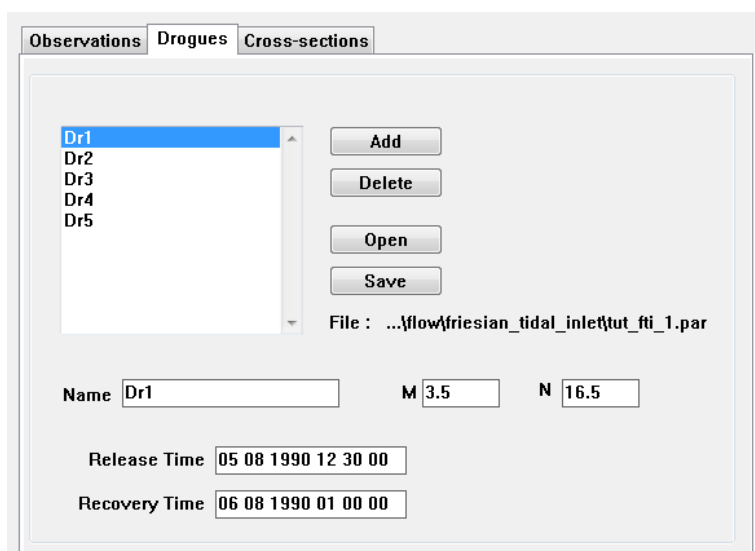 Observations Drogues Cross-sections
Dr1
Dr2
Dr3
Dr4
Dr5
Add
Delete
Open
Save
File : ...\flow\friesian_tidal_inlet\tut_fti_1.par
Name Dr1 M 3.5 N 16.5
Release Time 05 08 1990 12 30 00
Recovery Time 06 08 1990 01 00 00